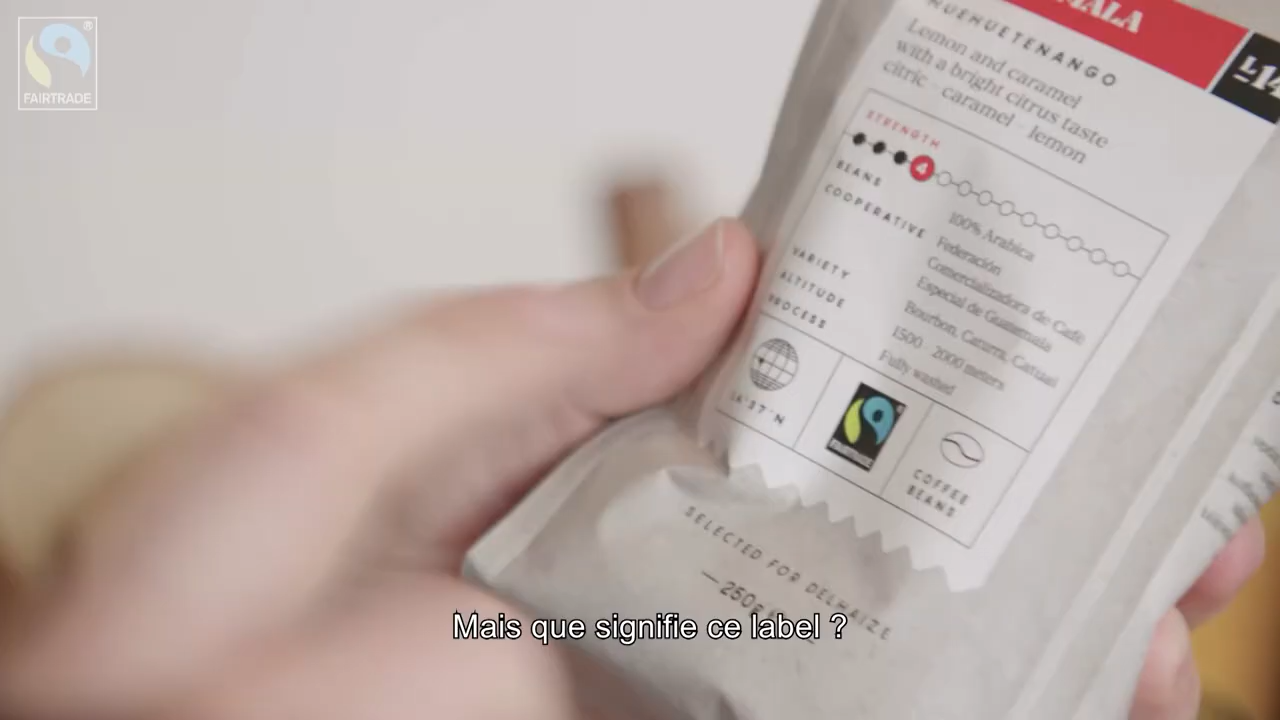 FAIRTRADE
HUEHUETENANGO
Lemon and caramel
with a bright citrus taste
citric - caramel - lemon
STRENGTH
4
BEANS
100% Arabica
COOPERATIVE
Federación
Comercializadora de Café
Especial de Guatemala
VARIETY
Bourbon, Caturra, Catuai
ALTITUDE
1500 - 2000 meters
PROCESS
Fully washed
FAIRTRADE
COFFEE
BEANS
SELECTED FOR DELHAIZE
250g
Mais que signifie ce label ?